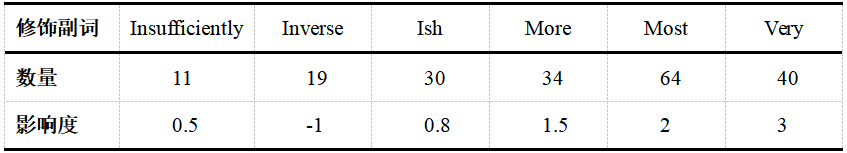 修饰副词 Insufficiently Inverse Ish More Most Very
数量 11 19 30 34 64 40
影响度 0.5 -1 0.8 1.5 2 3